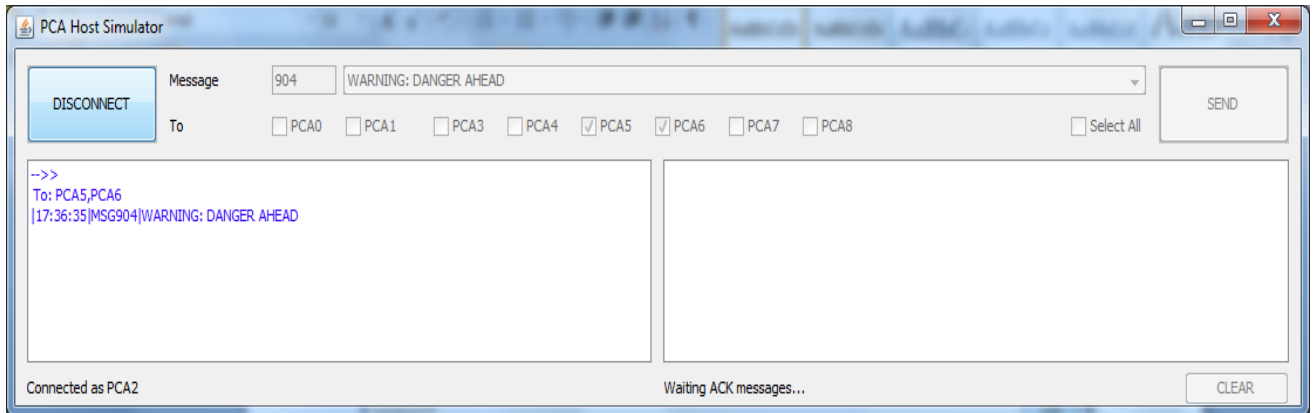 PCA Host Simulator
DISCONNECT
Message 904 WARNING: DANGER AHEAD
To PCA0 PCA1 PCA3 PCA4 PCA5 PCA6 PCA7 PCA8 Select All
SEND
-->>
To: PCA5,PCA6
|17:36:35|MSG904|WARNING: DANGER AHEAD
Connected as PCA2
Waiting ACK messages...
CLEAR